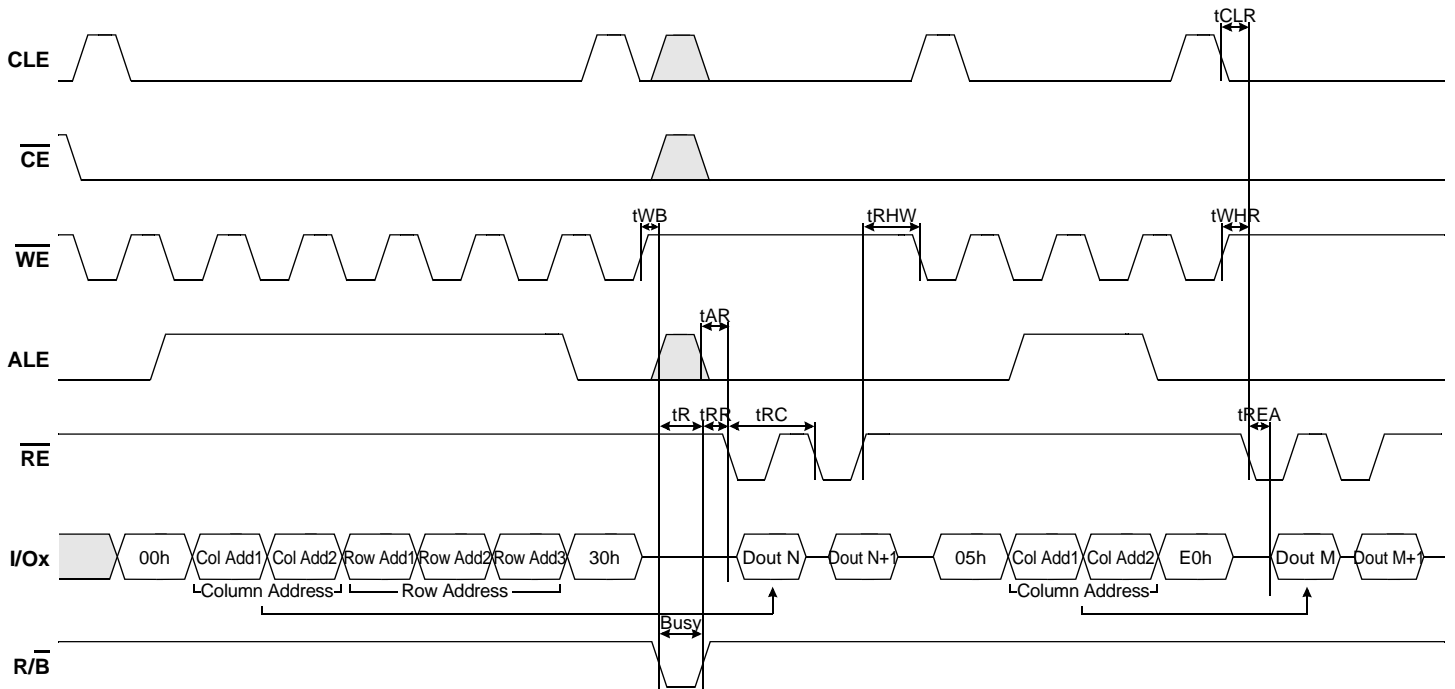 tCLR
CLE
CE
tWB
tRHW
tWHR
WE
tAR
ALE
tR
tRR
tRC
tREA
RE
I/Ox
00h
Col Add1
Col Add2
Row Add1
Row Add2
Row Add3
30h
Dout N
Dout N+1
05h
Col Add1
Col Add2
E0h
Dout M
Dout M+1
Column Address
Row Address
Column Address
Busy
R/B